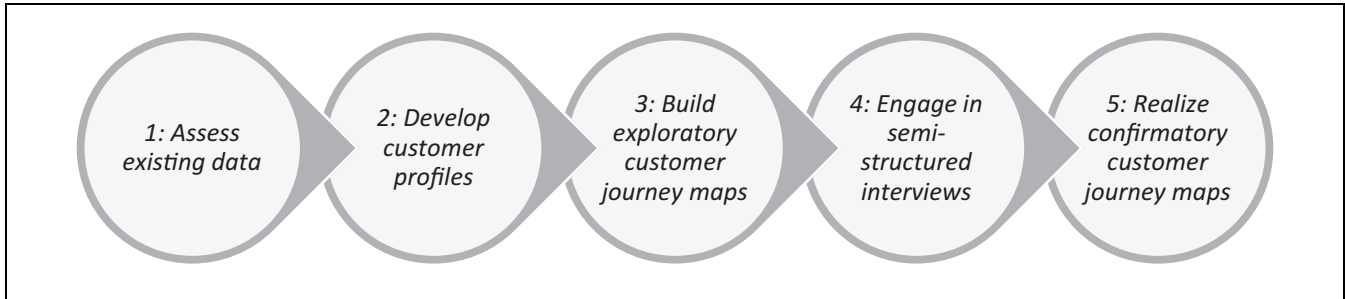 1: Assess
existing data
2: Develop
customer
profiles
3: Build
exploratory
customer
journey maps
4: Engage in
semi-
structured
interviews
5: Realize
confirmatory
customer
journey maps